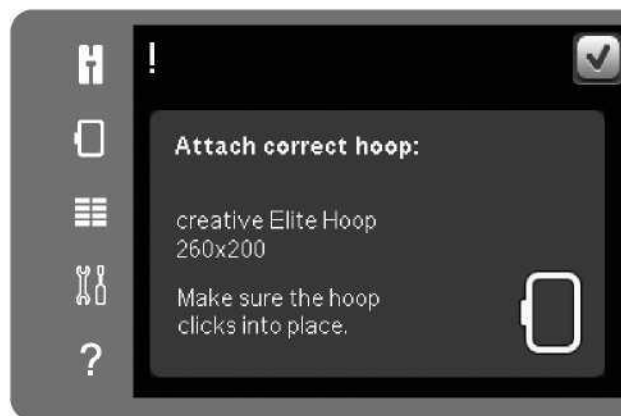 !
Attach correct hoop:
creative Elite Hoop
260x200
Make sure the hoop
clicks into place.
?